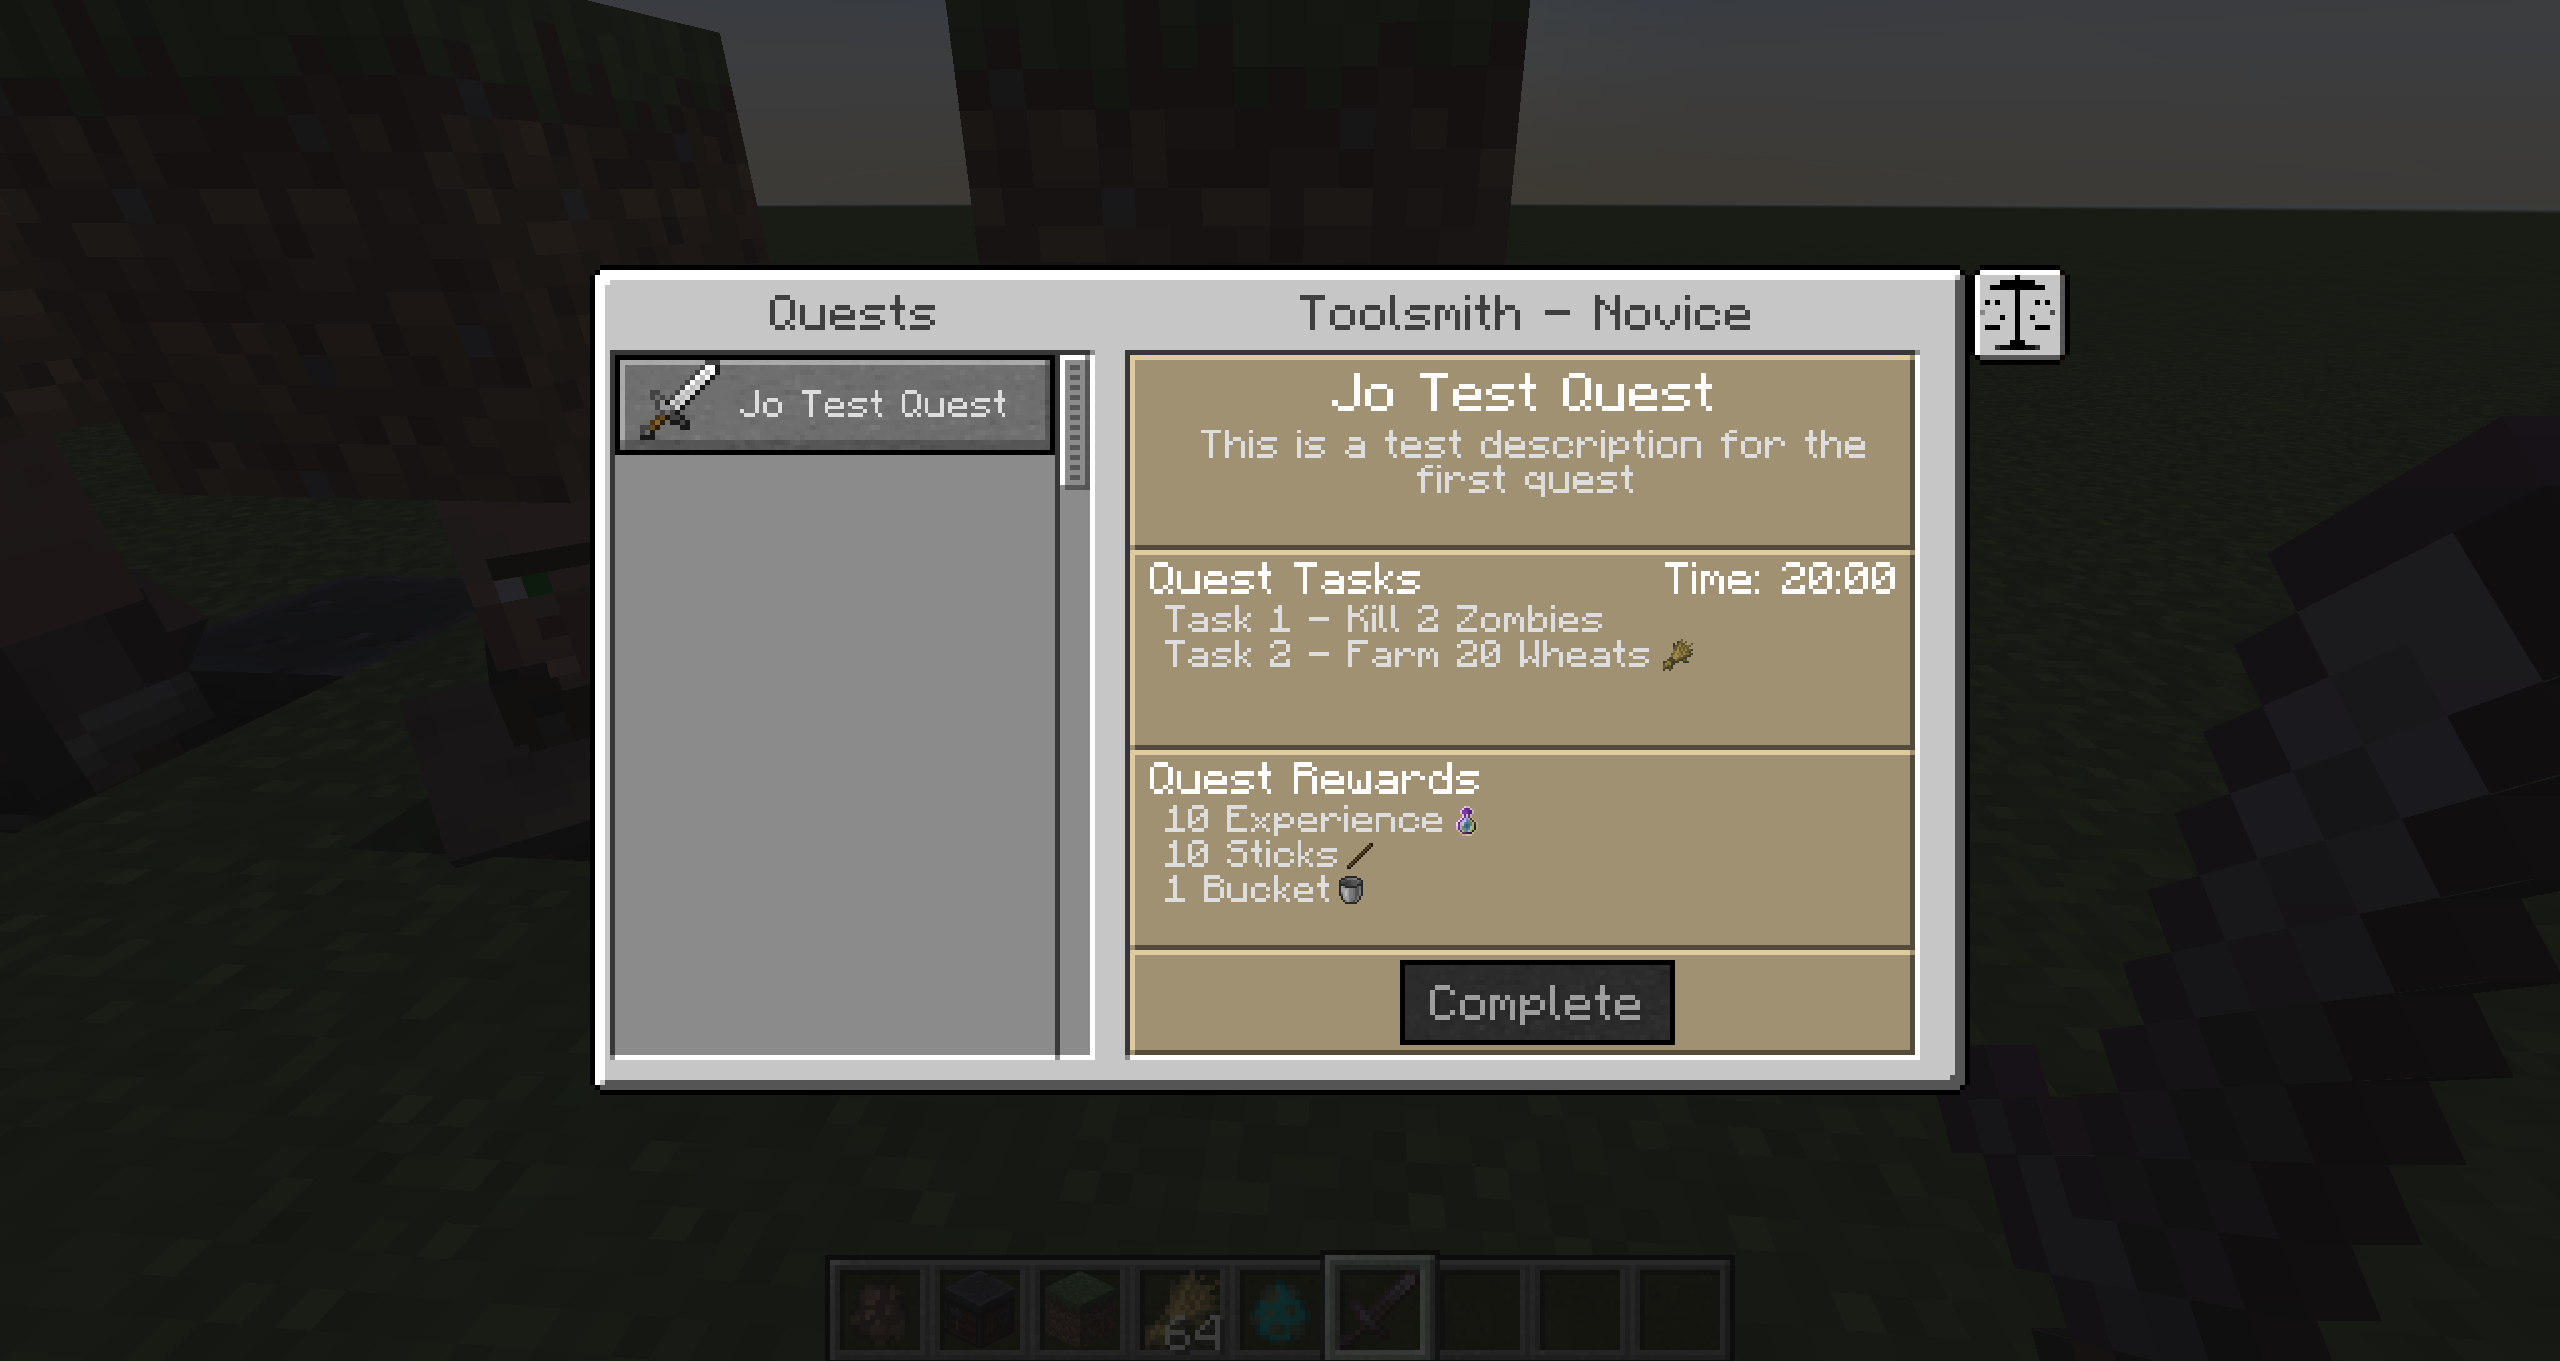 Quests
Toolsmith - Novice
Jo Test Quest
Jo Test Quest
This is a test description for the
first quest
Quest Tasks
Time: 20:00
Task 1 - Kill 2 Zombies
Task 2 - Farm 20 Wheats
Quest Rewards
10 Experience
10 Sticks
1 Bucket
Complete
64